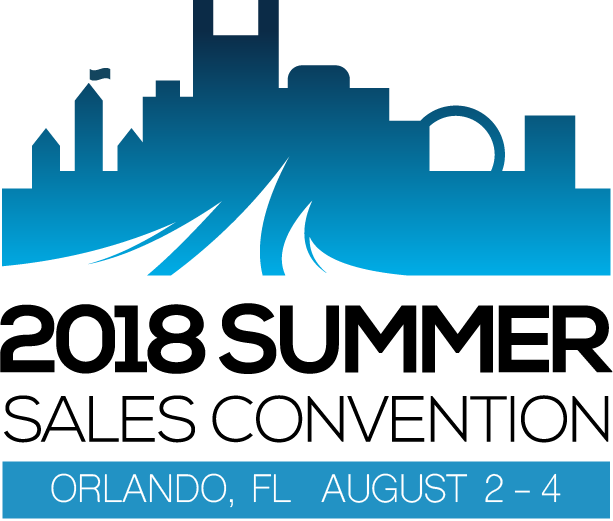 2018 SUMMER
SALES CONVENTION
ORLANDO, FL AUGUST 2 – 4